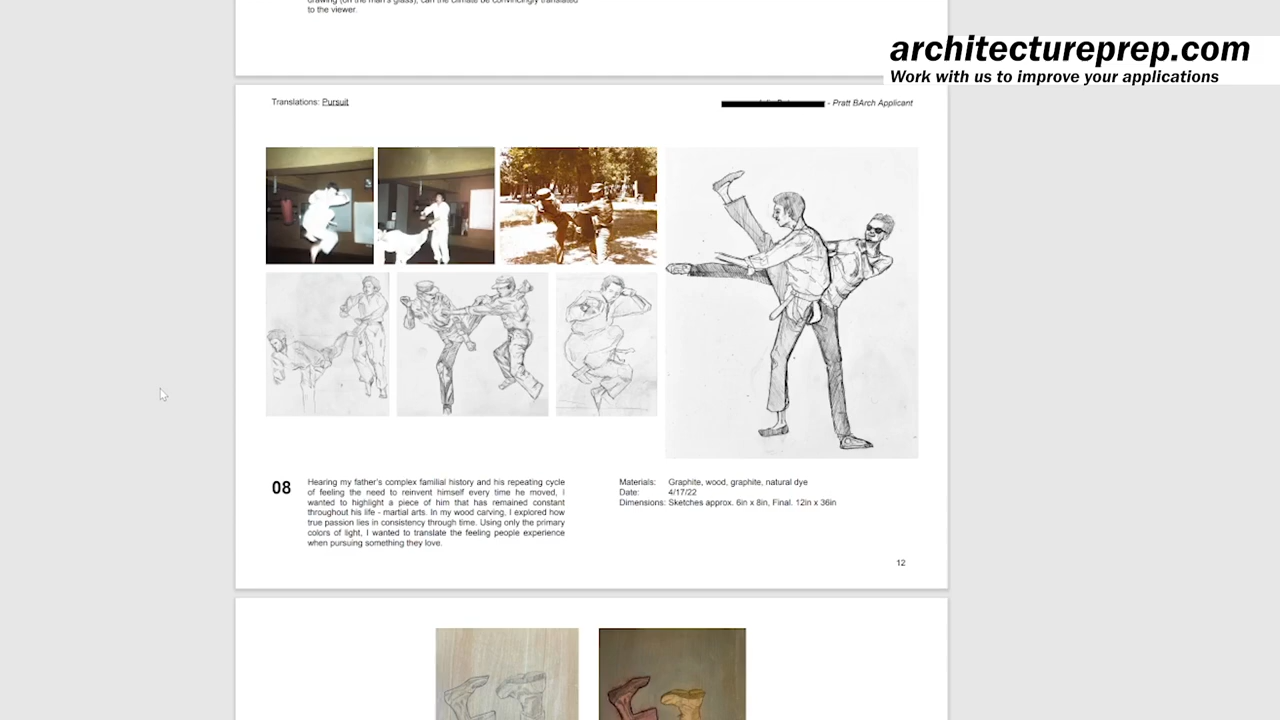 drawing (on the man's glass), can the climate be convincingly translated
to the viewer.
architectureprep.com
Work with us to improve your applications
Translations: Pursuit
- Pratt BArch Applicant
08
Hearing my father's complex familial history and his repeating cycle
of feeling the need to reinvent himself every time he moved, I
wanted to highlight a piece of him that has remained constant
throughout his life - martial arts. In my wood carving, I explored how
true passion lies in consistency through time. Using only the primary
colors of light, I wanted to translate the feeling people experience
when pursuing something they love.
Materials: Graphite, wood, graphite, natural dye
Date: 4/17/22
Dimensions: Sketches approx. 6in x 8in, Final. 12in x 36in
12